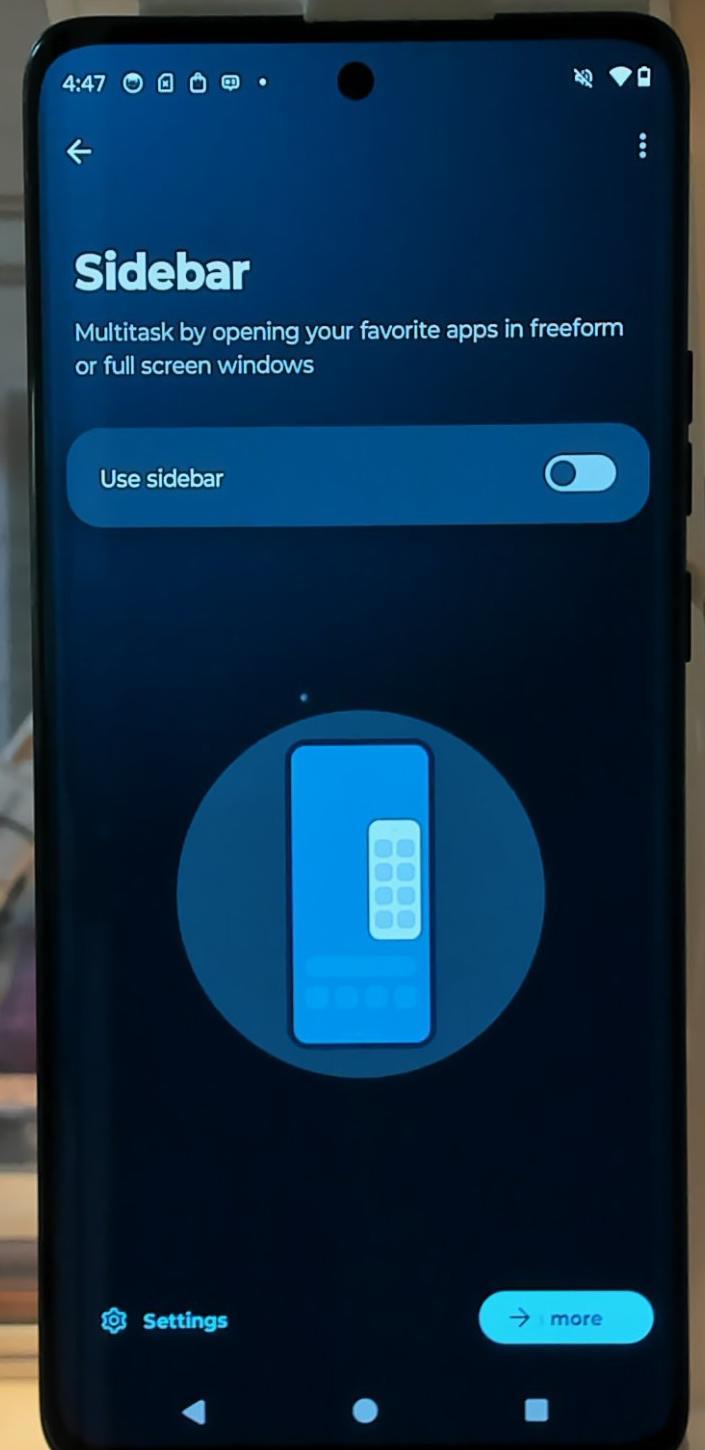 4:47
Sidebar
Multitask by opening your favorite apps in freeform
or full screen windows
Use sidebar
Settings
more